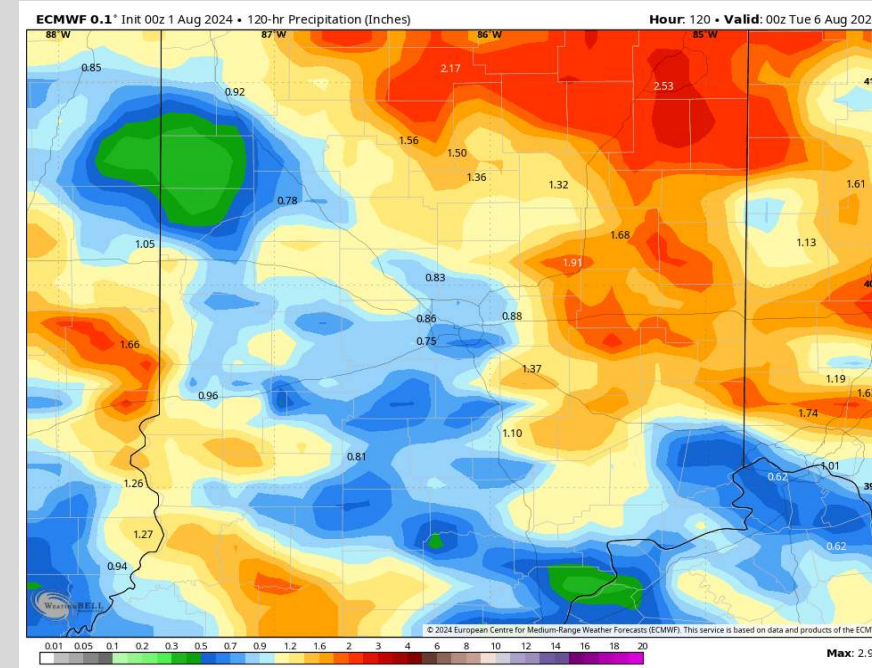 ECMWF 0.1° Init 00z 1 Aug 2024 • 120-hr Precipitation (Inches) Hour: 120 • Valid: 00z Tue 6 Aug 202
88°W 87°W 86°W 85°W
0.85 2.17 2.53 41
0.92
1.56 1.50
1.36 1.32 1.61
0.78
1.05 1.68 1.13
1.91
0.83 40
0.86 0.88
1.66 0.75
1.37 1.19
0.96 1.6
1.74
1.10
0.81 1.01
1.26 0.62 39
1.27
0.62
0.94
WeatherBELL
© 2024 European Centre for Medium-Range Weather Forecasts (ECMWF). This service is based on data and products of the ECM
0.01 0.05 0.1 0.2 0.3 0.5 0.7 0.9 1.2 1.6 2 3 4 6 8 10 12 14 16 18 20 Max: 2.9